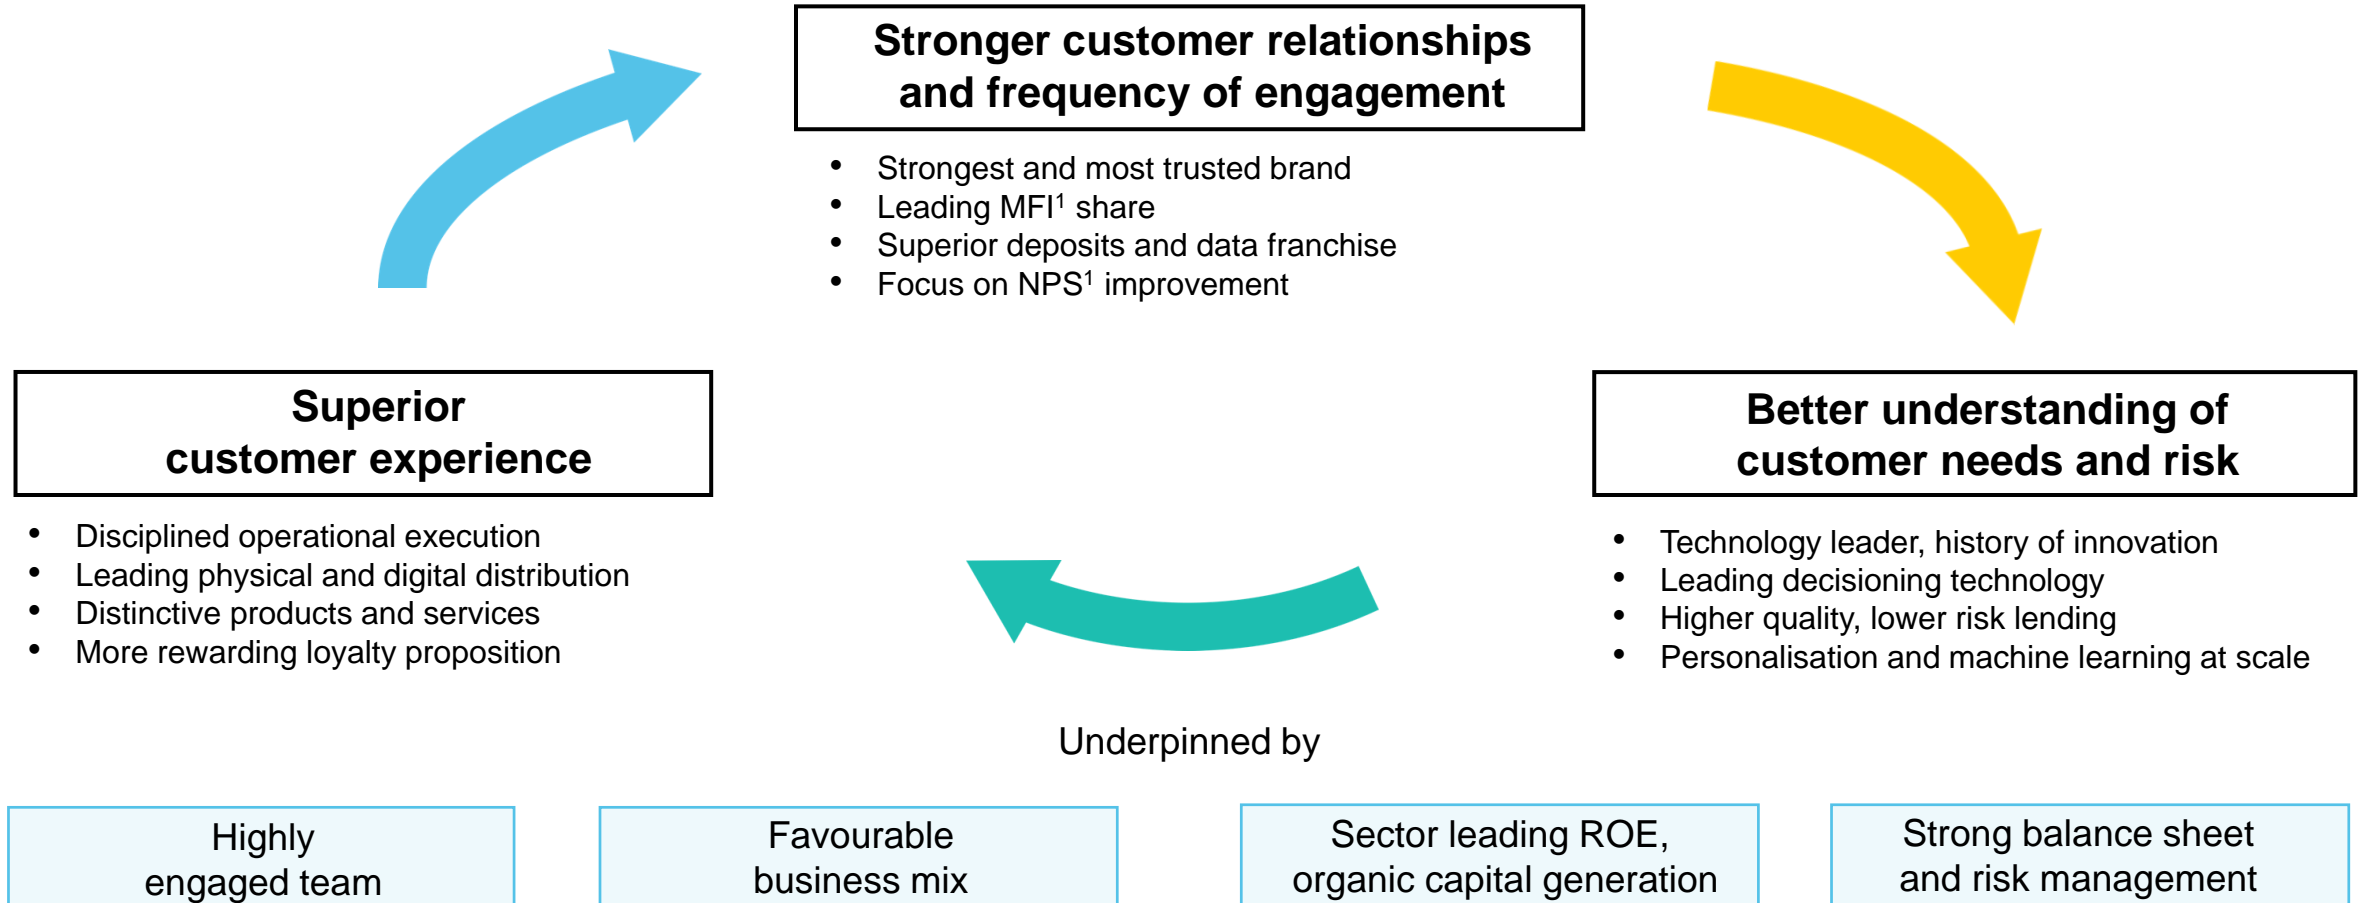 Stronger customer relationships
and frequency of engagement
• Strongest and most trusted brand
• Leading MFI¹ share
• Superior deposits and data franchise
• Focus on NPS¹ improvement
Superior
customer experience
• Disciplined operational execution
• Leading physical and digital distribution
• Distinctive products and services
• More rewarding loyalty proposition
Better understanding of
customer needs and risk
• Technology leader, history of innovation
• Leading decisioning technology
• Higher quality, lower risk lending
• Personalisation and machine learning at scale
Underpinned by
Highly
engaged team
Favourable
business mix
Sector leading ROE,
organic capital generation
Strong balance sheet
and risk management